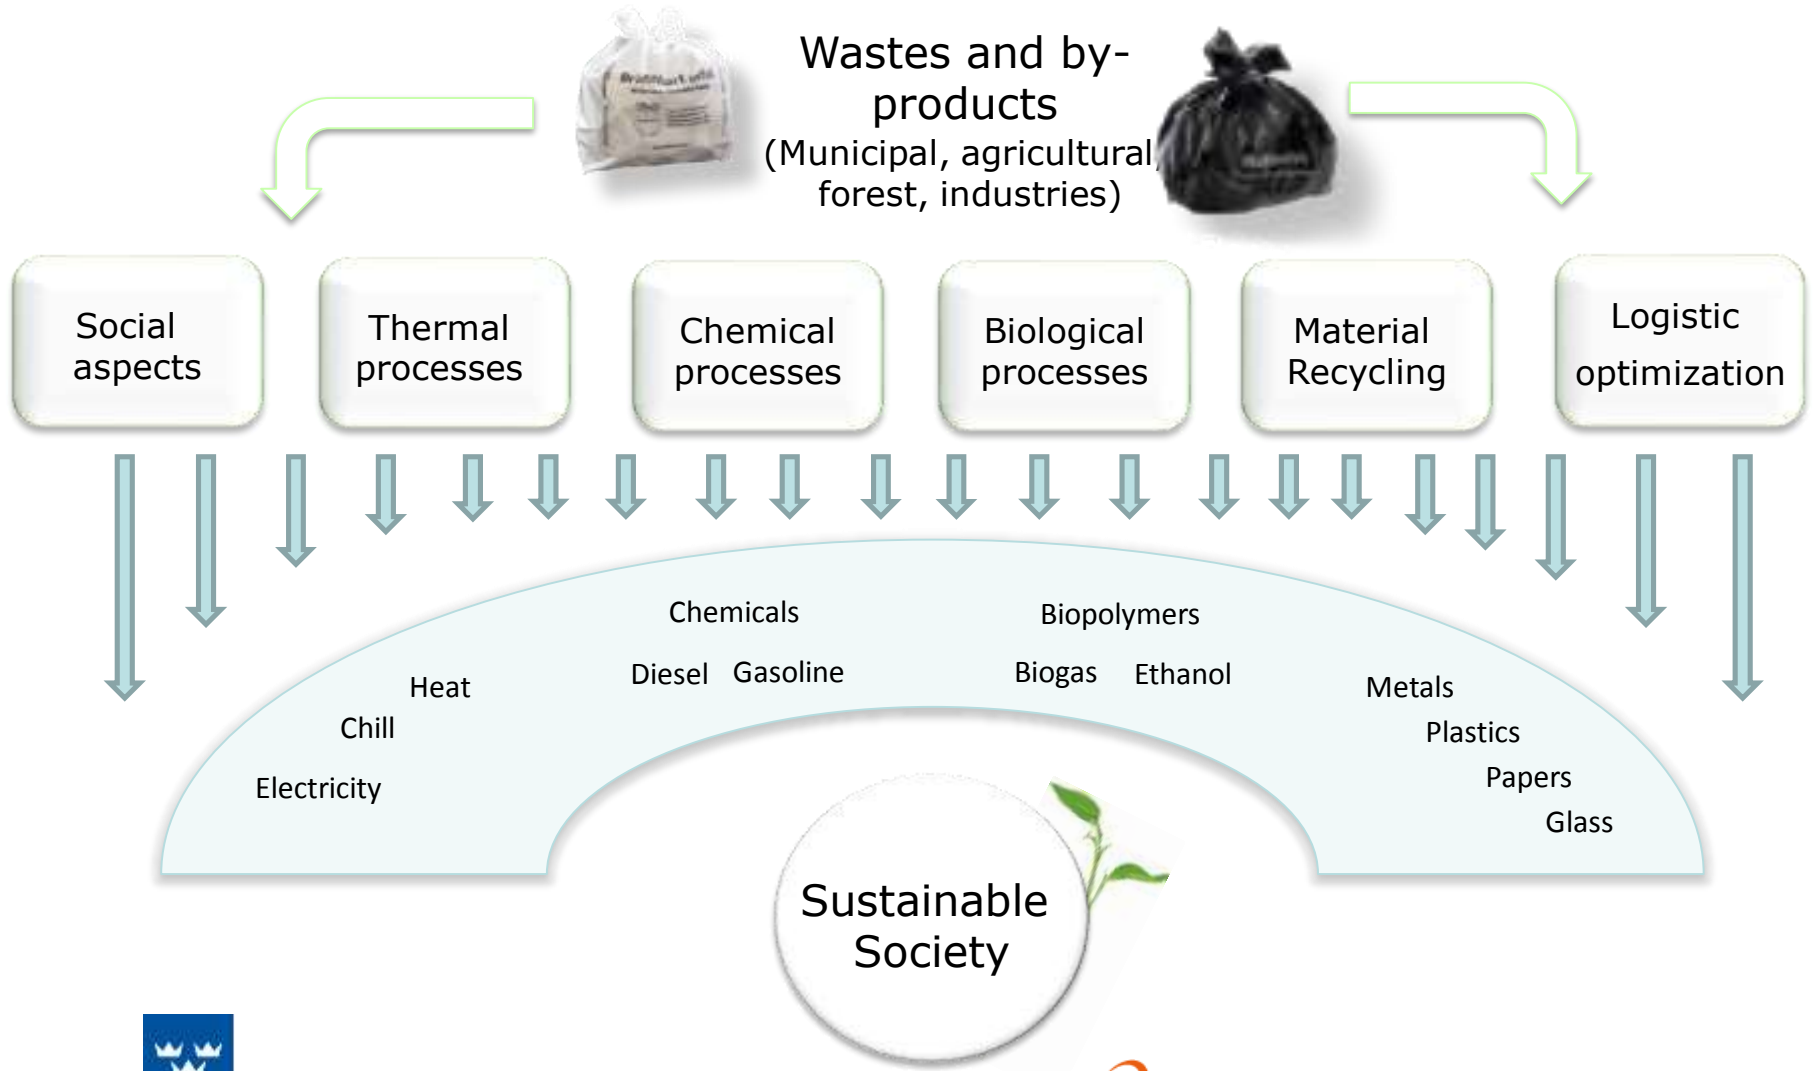 Wastes and by-
products
(Municipal, agricultural,
forest, industries)
Social
aspects
Thermal
processes
Chemical
processes
Biological
processes
Material
Recycling
Logistic
optimization
Chemicals
Biopolymers
Diesel Gasoline
Biogas Ethanol
Heat
Metals
Chill
Plastics
Electricity
Papers
Glass
Sustainable
Society